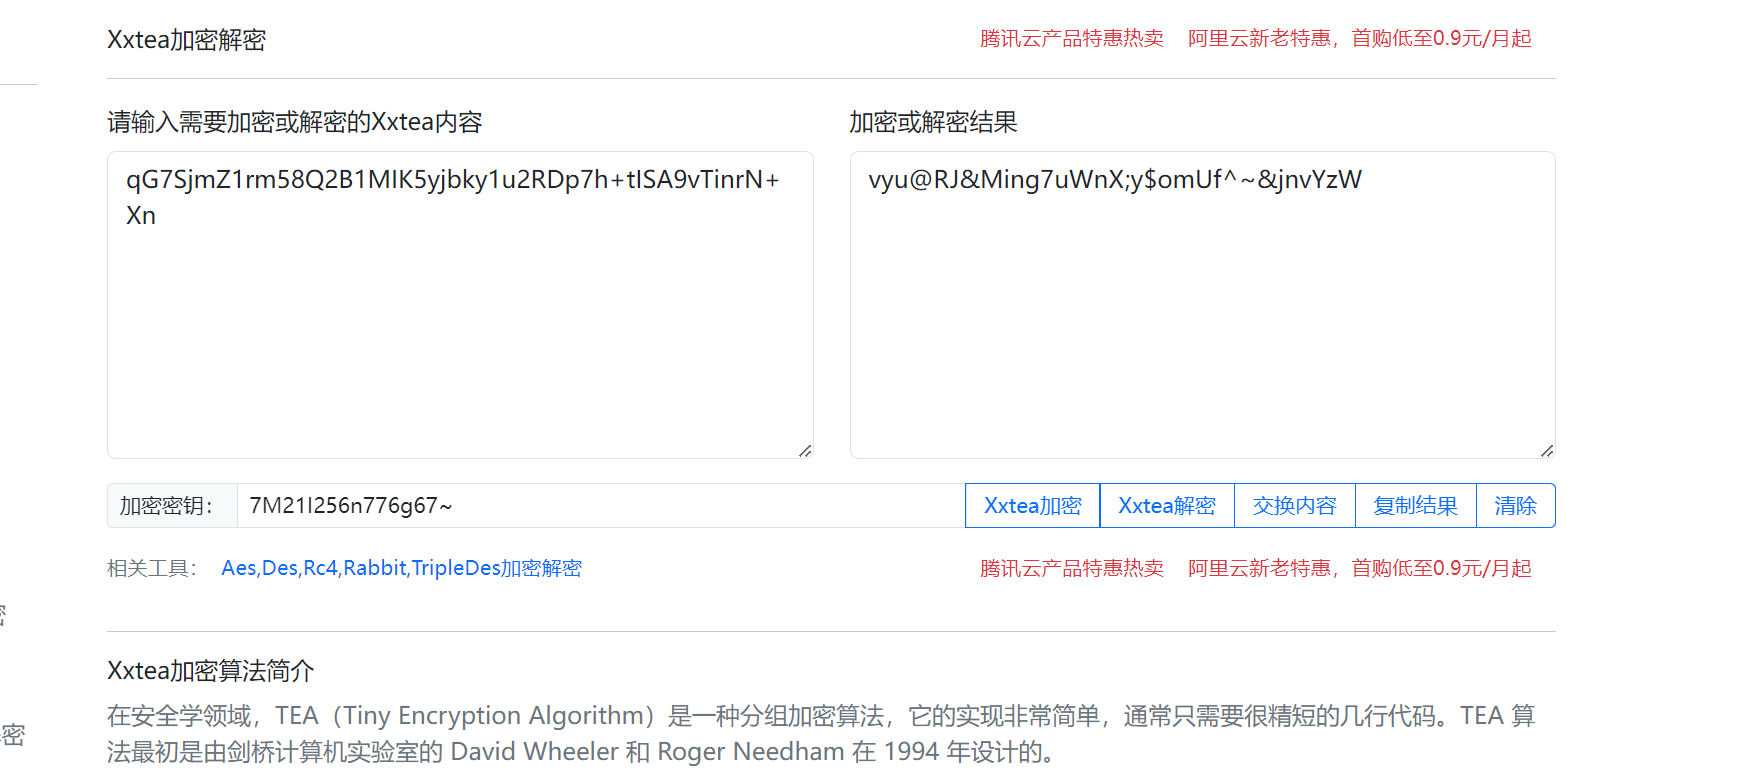 Xxtea加密解密
腾讯云产品特惠热卖 阿里云新老特惠，首购低至0.9元/月起
请输入需要加密或解密的Xxtea内容
加密或解密结果
qG7SjmZ1rm58Q2B1MIK5yjbky1u2RDp7h+tISA9vTinrN+
Xn
vyu@RJ&Ming7uWnX;y$omUf^~&jnvYzW
加密密钥：
7M21I256n776g67~
Xxtea加密
Xxtea解密
交换内容
复制结果
清除
相关工具： Aes,Des,Rc4,Rabbit,TripleDes加密解密
腾讯云产品特惠热卖 阿里云新老特惠，首购低至0.9元/月起
密
Xxtea加密算法简介
在安全学领域，TEA（Tiny Encryption Algorithm）是一种分组加密算法，它的实现非常简单，通常只需要很精短的几行代码。TEA 算
密
法最初是由剑桥计算机实验室的 David Wheeler 和 Roger Needham 在 1994 年设计的。